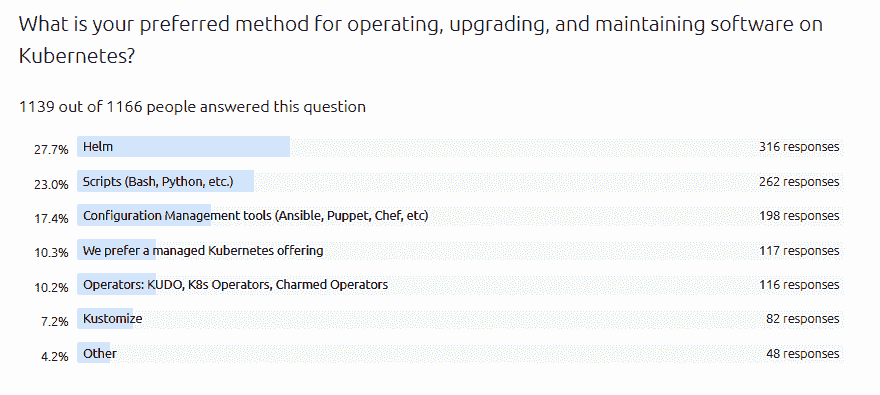 What is your preferred method for operating, upgrading, and maintaining software on
Kubernetes?
1139 out of 1166 people answered this question
27.7% Helm 316 responses
23.0% Scripts (Bash, Python, etc.) 262 responses
17.4% Configuration Management tools (Ansible, Puppet, Chef, etc) 198 responses
10.3% We prefer a managed Kubernetes offering 117 responses
10.2% Operators: KUDO, K8s Operators, Charmed Operators 116 responses
7.2% Kustomize 82 responses
4.2% Other 48 responses